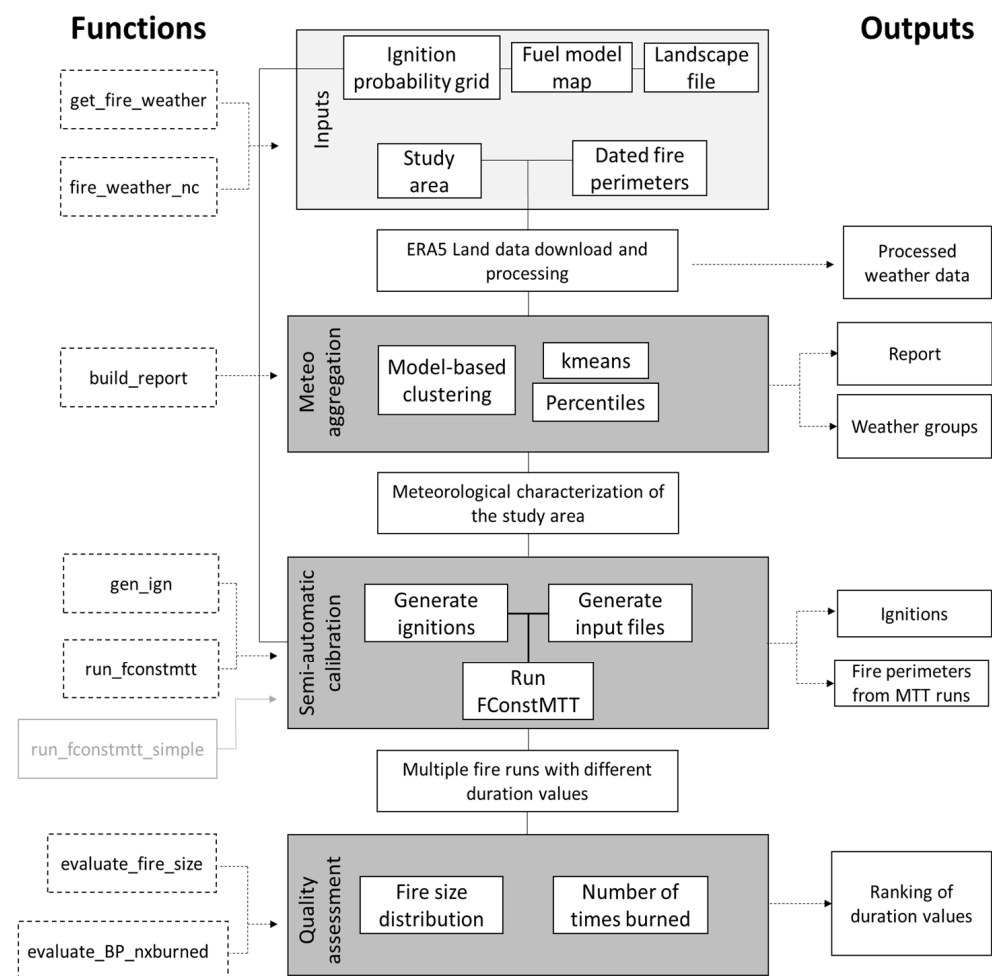 Functions
Outputs
get_fire_weather
fire_weather_nc
Inputs
Ignition
probability grid
Fuel model
map
Landscape
file
Study
area
Dated fire
perimeters
ERA5 Land data download and
processing
Processed
weather data
build_report
Meteo
aggregation
Model-based
clustering
kmeans
Percentiles
Report
Weather groups
Meteorological characterization of
the study area
gen_ign
run_fconstmtt
run_fconstmtt_simple
Semi-automatic
calibration
Generate
ignitions
Generate
input files
Run
FConstMTT
Ignitions
Fire perimeters
from MTT runs
Multiple fire runs with different
duration values
evaluate_fire_size
evaluate_BP_nxburned
Quality
assessment
Fire size
distribution
Number of
times burned
Ranking of
duration values